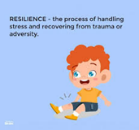 RESILIENCE - the process of handling
stress and recovering from trauma or
adversity.